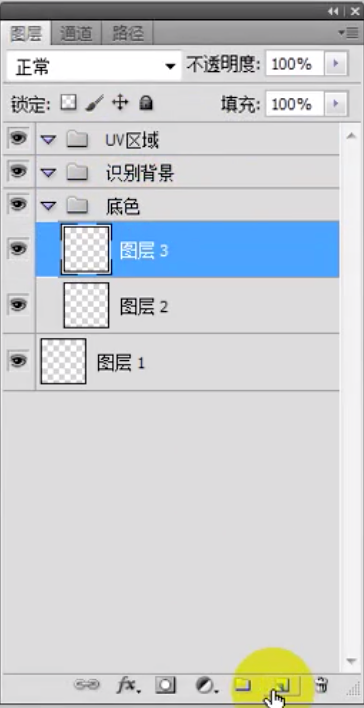 图层 通道 路径
正常 不透明度: 100%
锁定: 填充: 100%
UV区域
识别背景
底色
图层 3
图层 2
图层 1
fx.